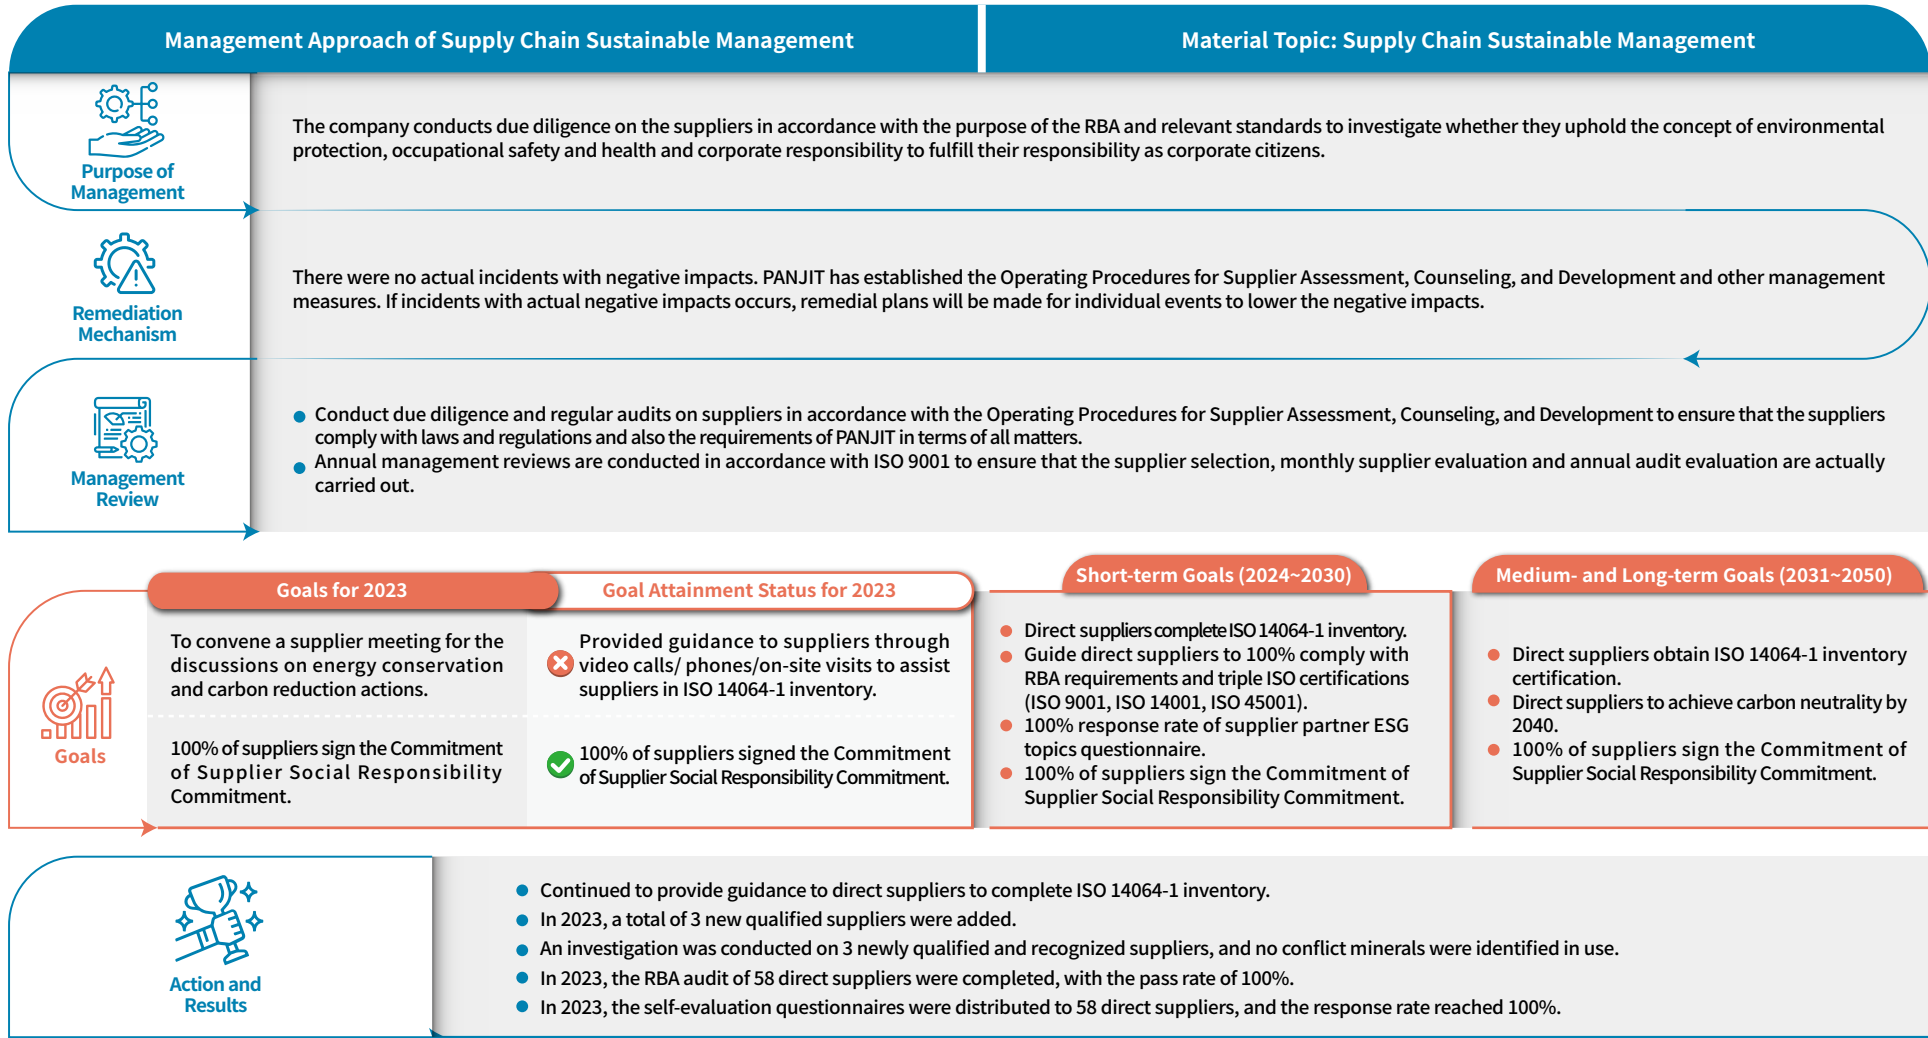 Management Approach of Supply Chain Sustainable Management
Material Topic: Supply Chain Sustainable Management
Purpose of
Management
The company conducts due diligence on the suppliers in accordance with the purpose of the RBA and relevant standards to investigate whether they uphold the concept of environmental
protection, occupational safety and health and corporate responsibility to fulfill their responsibility as corporate citizens.
Remediation
Mechanism
There were no actual incidents with negative impacts. PANJIT has established the Operating Procedures for Supplier Assessment, Counseling, and Development and other management
measures. If incidents with actual negative impacts occurs, remedial plans will be made for individual events to lower the negative impacts.
Management
Review
Conduct due diligence and regular audits on suppliers in accordance with the Operating Procedures for Supplier Assessment, Counseling, and Development to ensure that the suppliers
comply with laws and regulations and also the requirements of PANJIT in terms of all matters.
Annual management reviews are conducted in accordance with ISO 9001 to ensure that the supplier selection, monthly supplier evaluation and annual audit evaluation are actually
carried out.
Goals
Goals for 2023
To convene a supplier meeting for the
discussions on energy conservation
and carbon reduction actions.
100% of suppliers sign the Commitment
of Supplier Social Responsibility
Commitment.
Goal Attainment Status for 2023
Provided guidance to suppliers through
video calls/ phones/on-site visits to assist
suppliers in ISO 14064-1 inventory.
100% of suppliers signed the Commitment
of Supplier Social Responsibility Commitment.
Short-term Goals (2024~2030)
Direct suppliers complete ISO 14064-1 inventory.
Guide direct suppliers to 100% comply with
RBA requirements and triple ISO certifications
(ISO 9001, ISO 14001, ISO 45001).
100% response rate of supplier partner ESG
topics questionnaire.
100% of suppliers sign the Commitment of
Supplier Social Responsibility Commitment.
Medium- and Long-term Goals (2031~2050)
Direct suppliers obtain ISO 14064-1 inventory
certification.
Direct suppliers to achieve carbon neutrality by
2040.
100% of suppliers sign the Commitment of
Supplier Social Responsibility Commitment.
Action and
Results
Continued to provide guidance to direct suppliers to complete ISO 14064-1 inventory.
In 2023, a total of 3 new qualified suppliers were added.
An investigation was conducted on 3 newly qualified and recognized suppliers, and no conflict minerals were identified in use.
In 2023, the RBA audit of 58 direct suppliers were completed, with the pass rate of 100%.
In 2023, the self-evaluation questionnaires were distributed to 58 direct suppliers, and the response rate reached 100%.